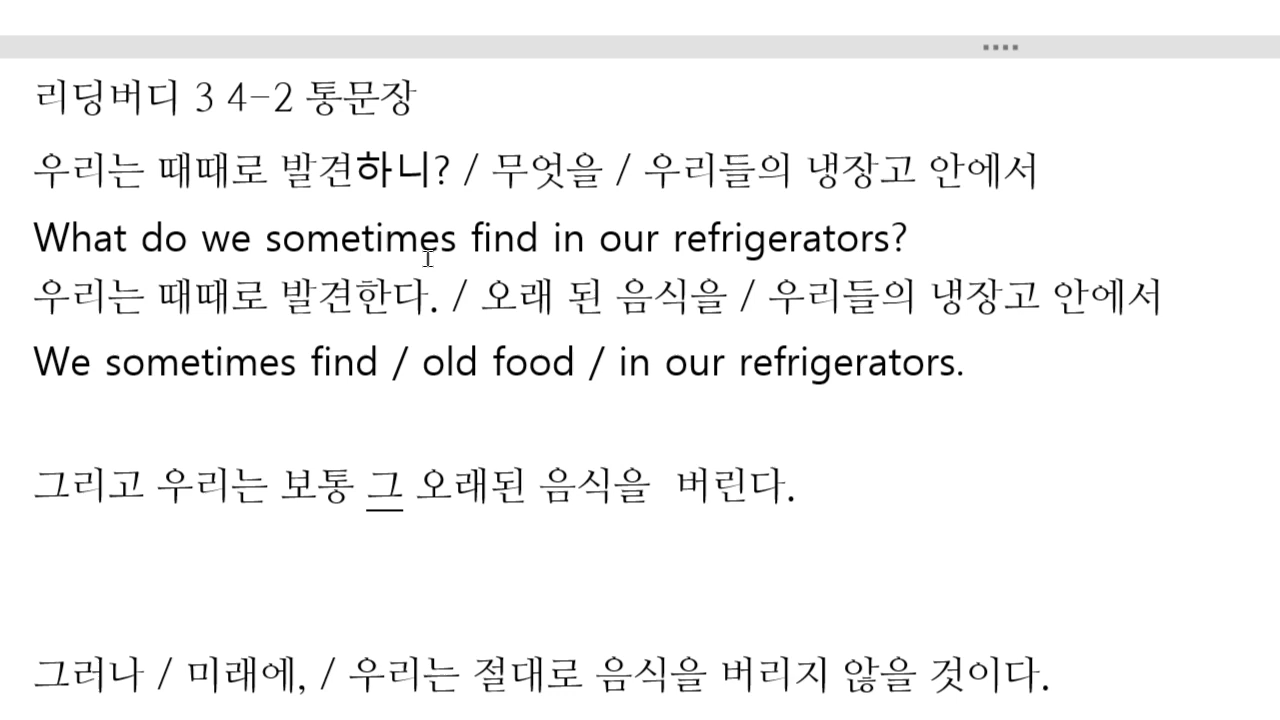 리딩버디 3 4-2 통문장
우리는 때때로 발견하니? / 무엇을 / 우리들의 냉장고 안에서
What do we sometimes find in our refrigerators?
우리는 때때로 발견한다. / 오래 된 음식을 / 우리들의 냉장고 안에서
We sometimes find / old food / in our refrigerators.
그리고 우리는 보통 그 오래된 음식을 버린다.
그러나 / 미래에, / 우리는 절대로 음식을 버리지 않을 것이다.